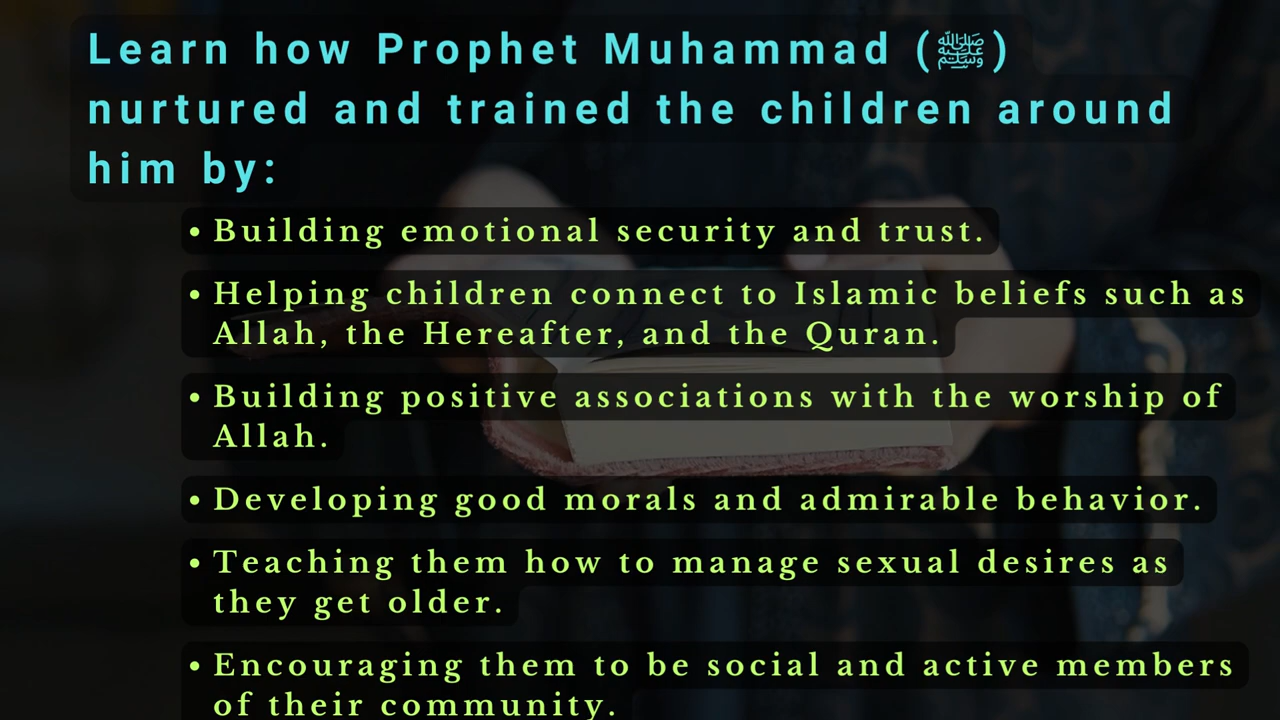 Learn how Prophet Muhammad (ﷺ)
nurtured and trained the children around
him by:
• Building emotional security and trust.
• Helping children connect to Islamic beliefs such as
Allah, the Hereafter, and the Quran.
• Building positive associations with the worship of
Allah.
• Developing good morals and admirable behavior.
• Teaching them how to manage sexual desires as
they get older.
• Encouraging them to be social and active members
of their community.